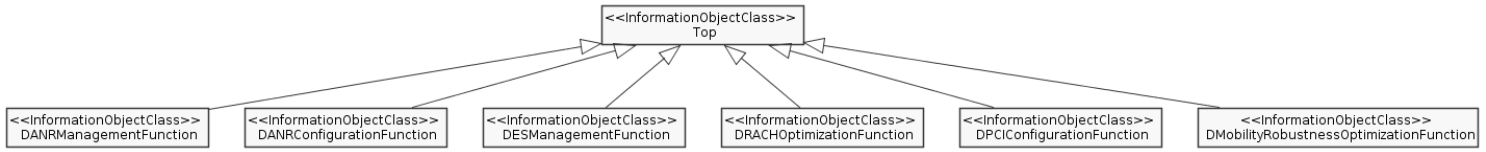 <<InformationObjectClass>>
Top
<<InformationObjectClass>>
DANRManagementFunction
<<InformationObjectClass>>
DANRConfigurationFunction
<<InformationObjectClass>>
DESManagementFunction
<<InformationObjectClass>>
DRACHOptimizationFunction
<<InformationObjectClass>>
DPCIConfigurationFunction
<<InformationObjectClass>>
DMobilityRobustnessOptimizationFunction